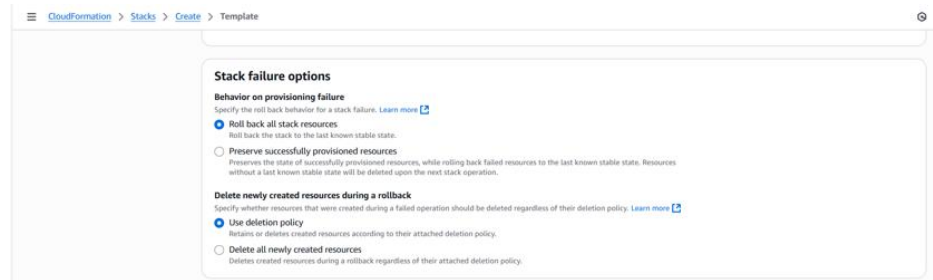 CloudFormation > Stacks > Create > Template
Stack failure options
Behavior on provisioning failure
Specify the roll back behavior for a stack failure. Learn more
Roll back all stack resources
Roll back the stack to the last known stable state.
Preserve successfully provisioned resources
Preserves the state of successfully provisioned resources, while rolling back failed resources to the last known stable state. Resources
without a last known stable state will be deleted upon the next stack operation.
Delete newly created resources during a rollback
Specify whether resources that were created during a failed operation should be deleted regardless of their deletion policy. Learn more
Use deletion policy
Retains or deletes created resources according to their attached deletion policy.
Delete all newly created resources
Deletes created resources during a rollback regardless of their attached deletion policy.